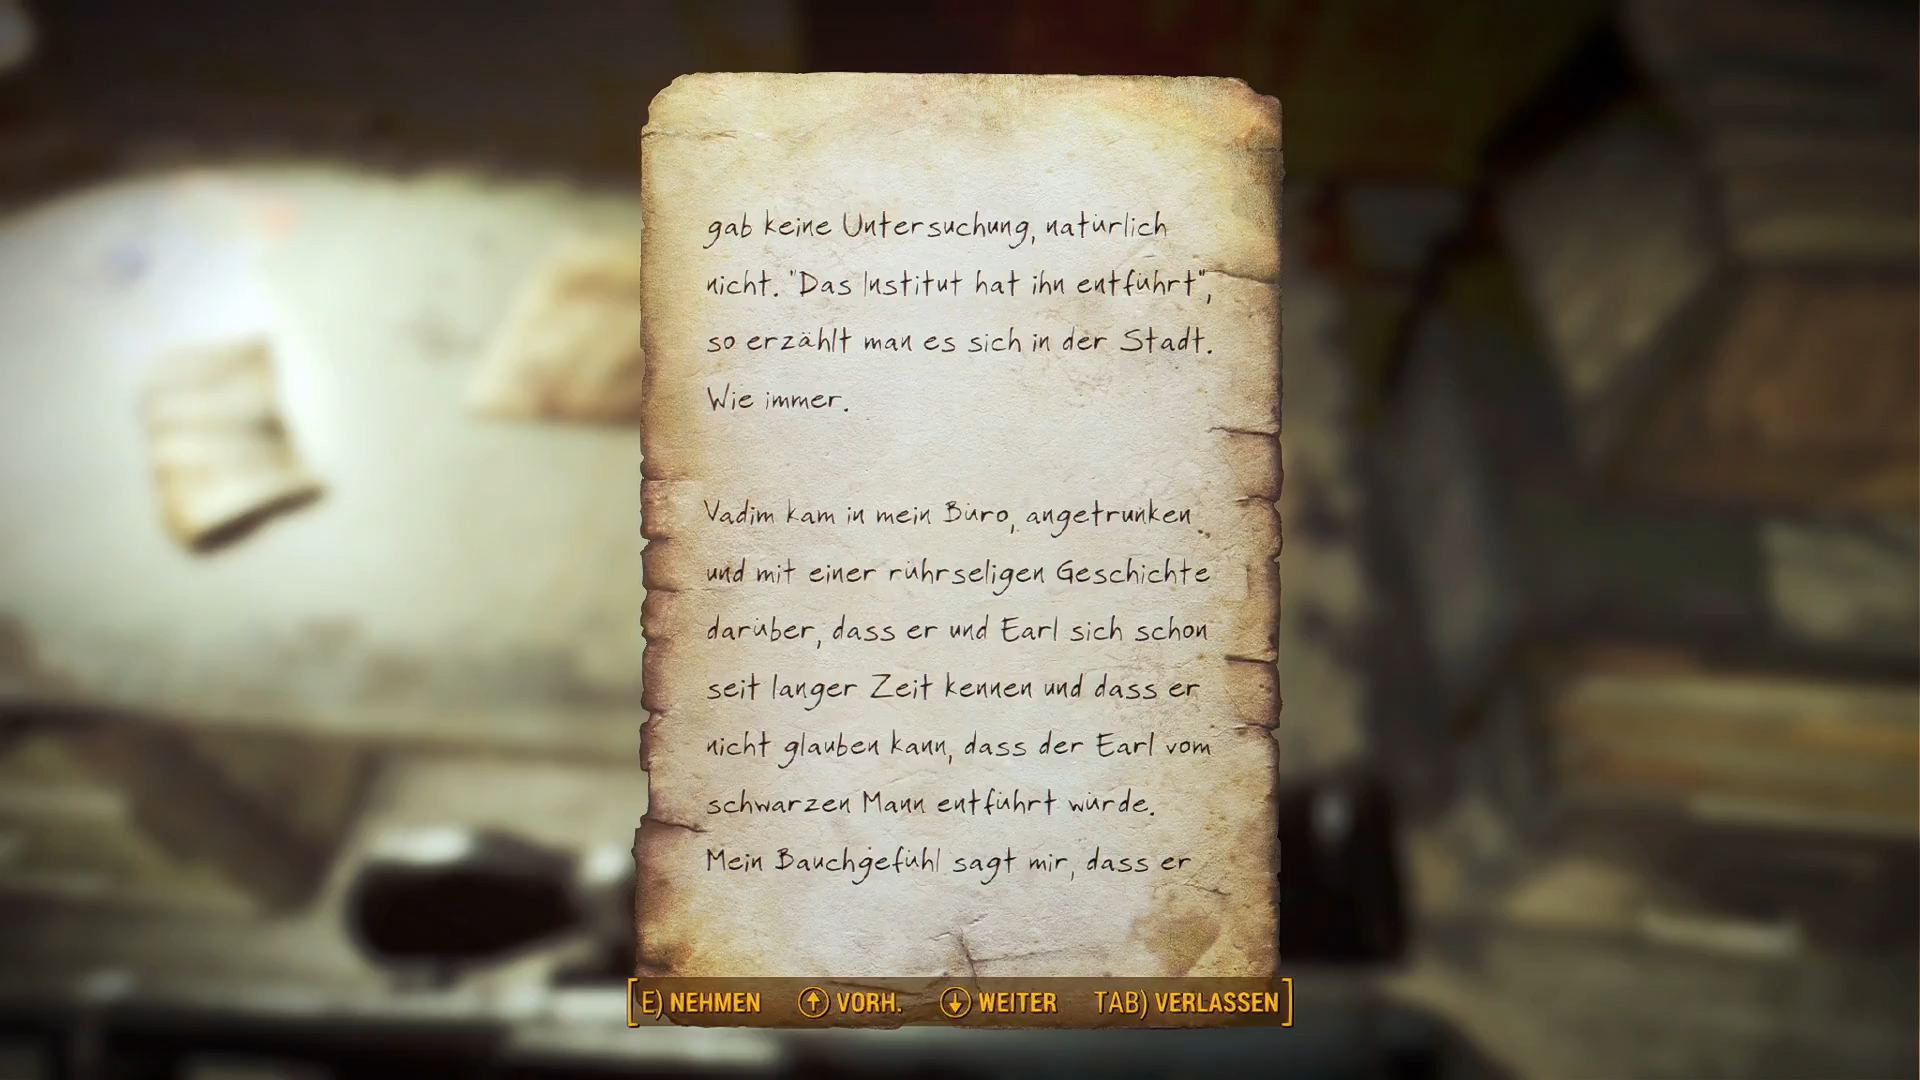 gab keine Untersuchung, natürlich
nicht. "Das Institut hat ihn entführt",
so erzählt man es sich in der Stadt.
Wie immer.
Vadim kam in mein Büro, angetrunken
und mit einer rührseligen Geschichte
darüber, dass er und Earl sich schon
seit langer Zeit kennen und dass er
nicht glauben kann, dass der Earl vom
schwarzen Mann entführt würde.
Mein Bauchgefühl sagt mir, dass er
[E) NEHMEN ↑ VORH. ↓ WEITER TAB) VERLASSEN]